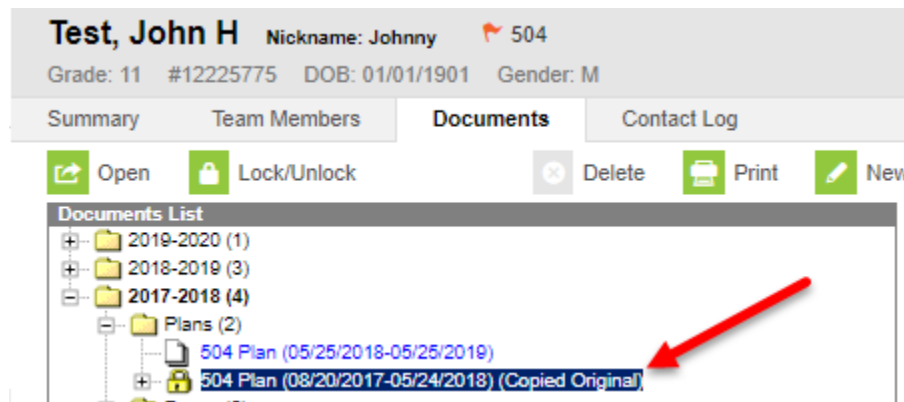 Test, John H Nickname: Johnny 504
Grade: 11 #12225775 DOB: 01/01/1901 Gender: M
Summary Team Members Documents Contact Log
Open Lock/Unlock Delete Print New
Documents List
2019-2020 (1)
2018-2019 (3)
2017-2018 (4)
Plans (2)
504 Plan (05/25/2018-05/25/2019)
504 Plan (08/20/2017-05/24/2018) (Copied Original)